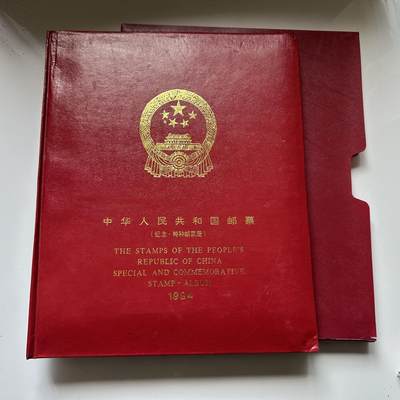 中华人民共和国邮票
(纪念·特种邮票册)
THE STAMPS OF THE PEOPLE'S
REPUBLIC OF CHINA
SPECIAL AND COMMEMORATIVE
STAMP·ALBUM
1994